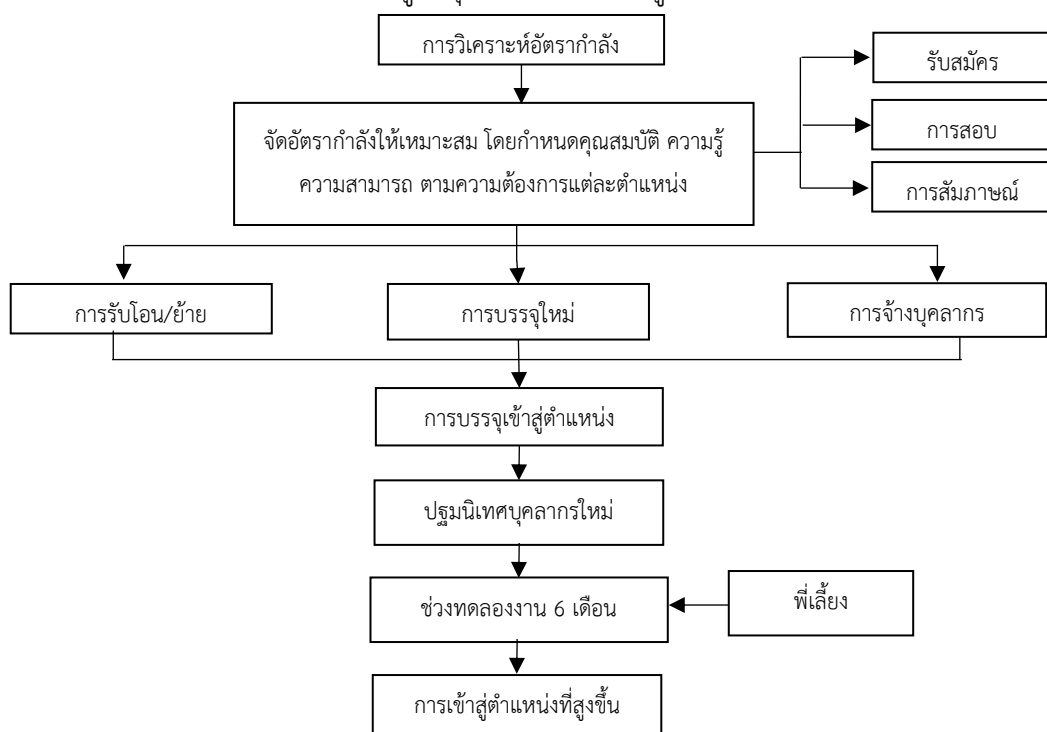 การวิเคราะห์อัตรากำลัง
รับสมัคร
จัดอัตรากำลังให้เหมาะสม โดยกำหนดคุณสมบัติ ความรู้
ความสามารถ ตามความต้องการแต่ละตำแหน่ง
การสอบ
การสัมภาษณ์
การรับโอน/ย้าย
การบรรจุใหม่
การจ้างบุคลากร
การบรรจุเข้าสู่ตำแหน่ง
ปฐมนิเทศบุคลากรใหม่
ช่วงทดลองงาน 6 เดือน
พี่เลี้ยง
การเข้าสู่ตำแหน่งที่สูงขึ้น